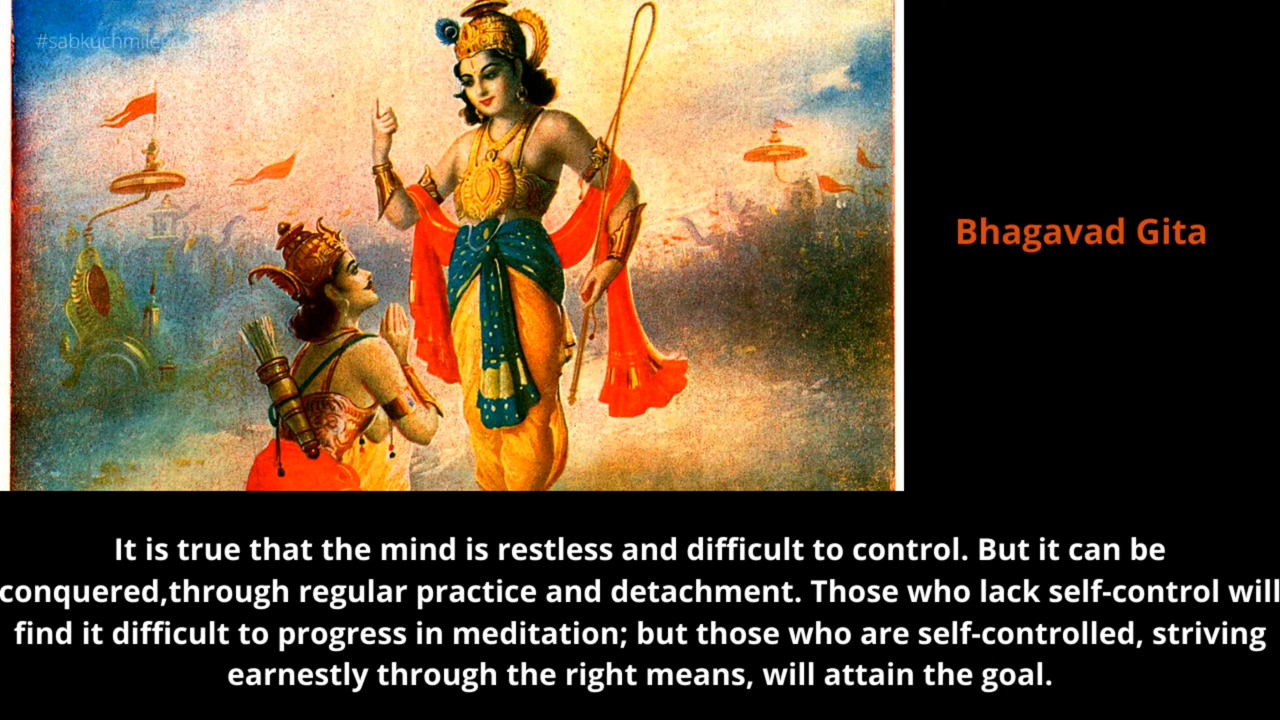 Bhagavad Gita
It is true that the mind is restless and difficult to control. But it can be
conquered,through regular practice and detachment. Those who lack self-control will
find it difficult to progress in meditation; but those who are self-controlled, striving
earnestly through the right means, will attain the goal.